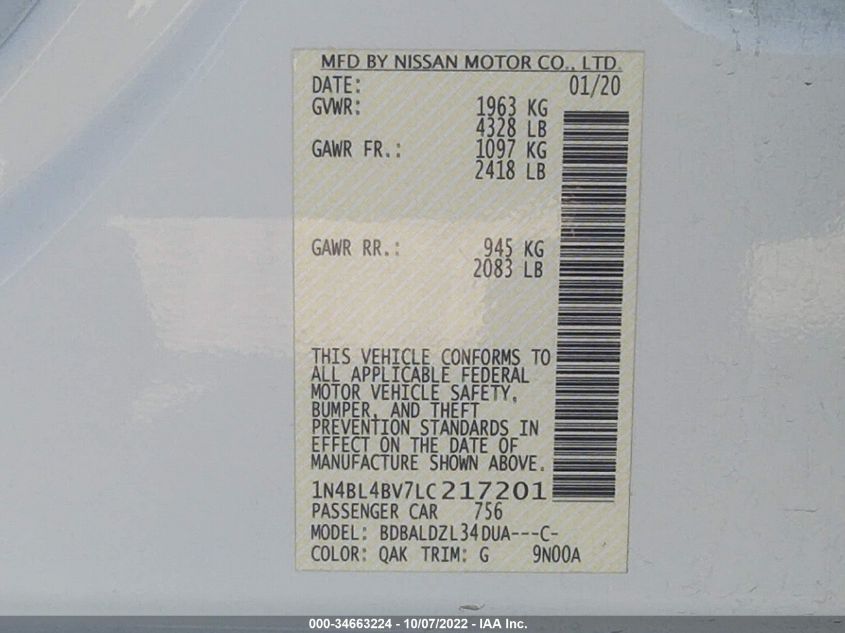 MFD BY NISSAN MOTOR CO., LTD.
DATE: 01/20
GVWR: 1963 KG
4328 LB
GAWR FR.: 1097 KG
2418 LB
GAWR RR.: 945 KG
2083 LB
THIS VEHICLE CONFORMS TO
ALL APPLICABLE FEDERAL
MOTOR VEHICLE SAFETY,
BUMPER, AND THEFT
PREVENTION STANDARDS IN
EFFECT ON THE DATE OF
MANUFACTURE SHOWN ABOVE.
1N4BL4BV7LC217201
PASSENGER CAR 756
MODEL: BDBALDZL34DUA---C-
COLOR: QAK TRIM: G 9N00A
000-34663224 - 10/07/2022 - IAA Inc.